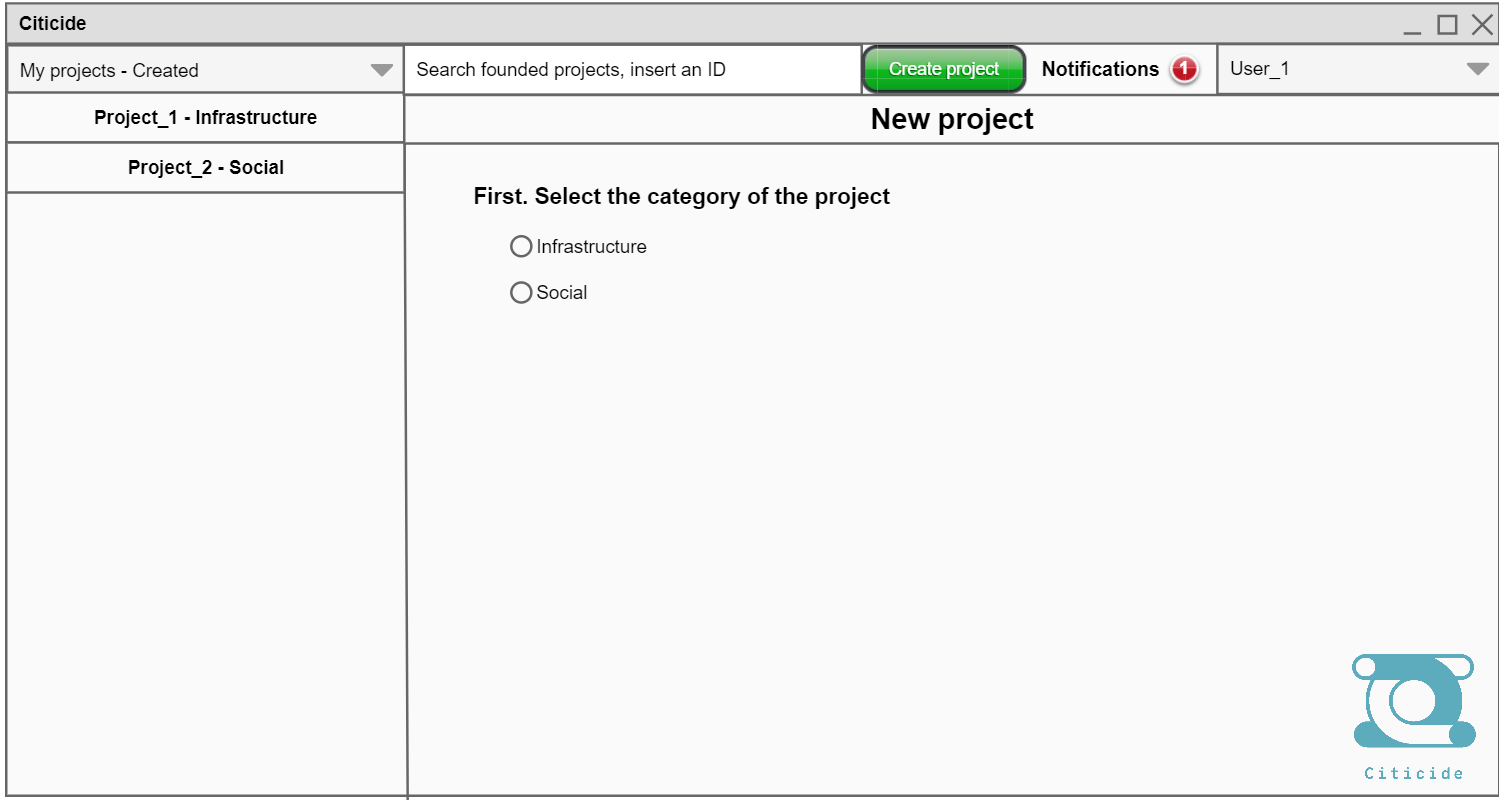 Citicide
My projects - Created
Search founded projects, insert an ID
Create project
Notifications 1
User_1
Project_1 - Infrastructure
Project_2 - Social
New project
First. Select the category of the project
Infrastructure
Social
Citicide